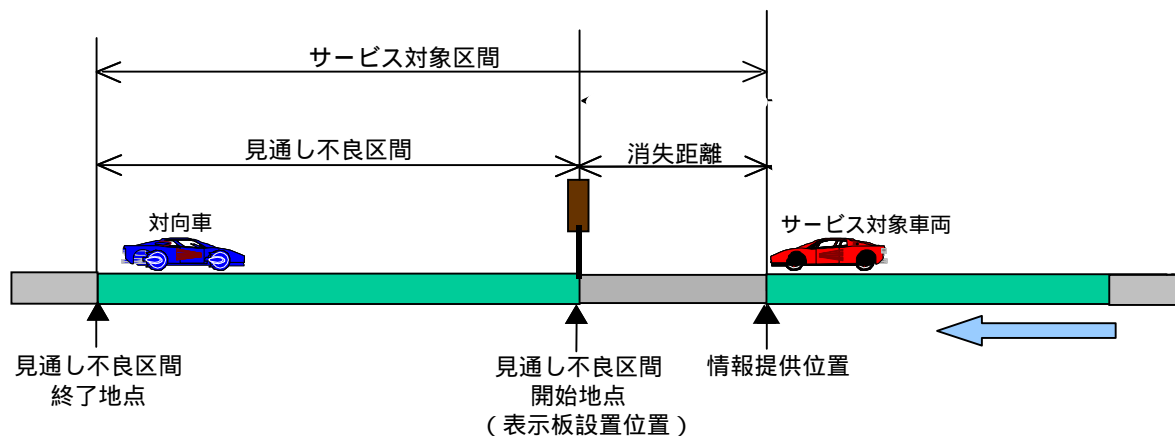 サービス対象区間
見通し不良区間
消失距離
対向車
サービス対象車両
見通し不良区間
終了地点
見通し不良区間
開始地点
（表示板設置位置）
情報提供位置